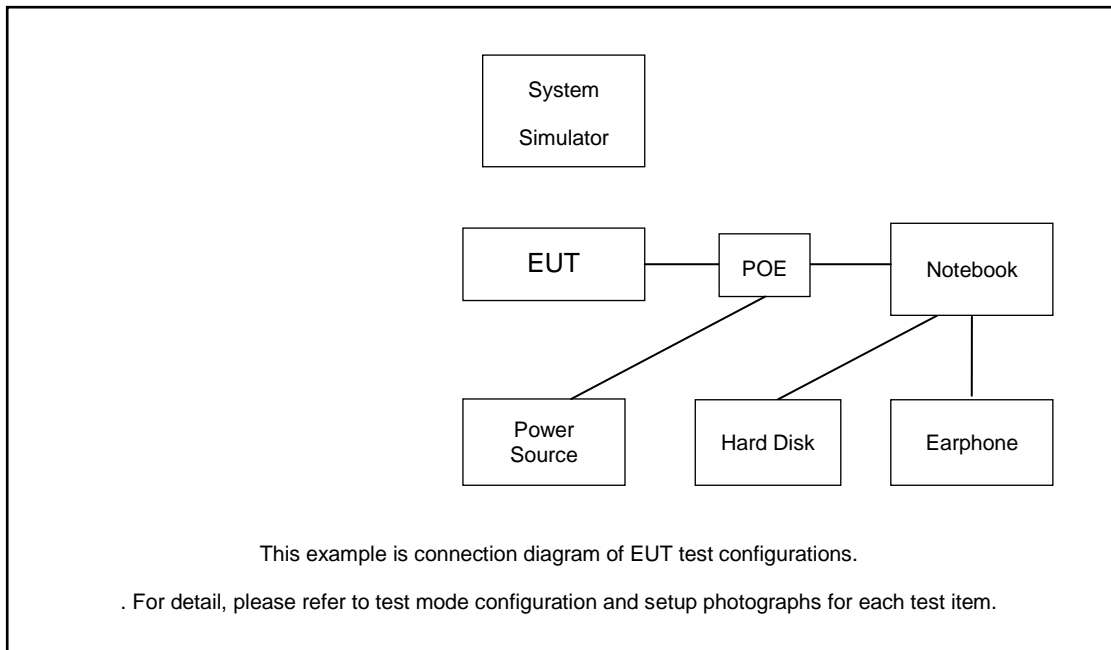 System
Simulator
EUT
POE
Notebook
Power
Source
Hard Disk
Earphone
This example is connection diagram of EUT test configurations.
. For detail, please refer to test mode configuration and setup photographs for each test item.